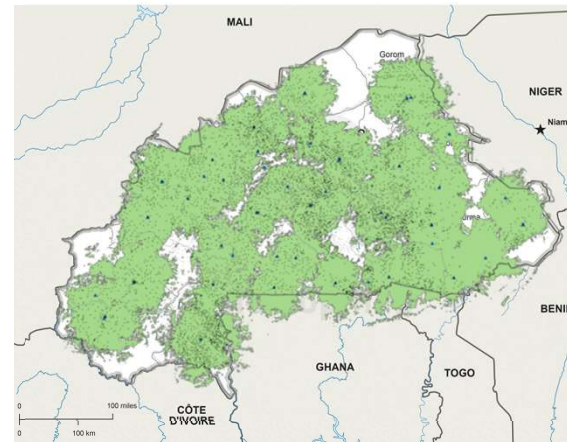 MALI
Gorom
NIGER
Niam
BENI
GHANA
TOGO
CÔTE
D'IVOIRE
0 100 miles
0 100 km